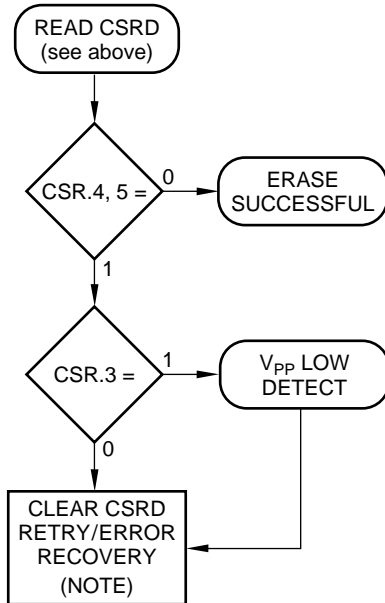 READ CSRD
(see above)
CSR.4, 5 =
0
ERASE
SUCCESSFUL
1
CSR.3 =
1
VPP LOW
DETECT
0
CLEAR CSRD
RETRY/ERROR
RECOVERY
(NOTE)